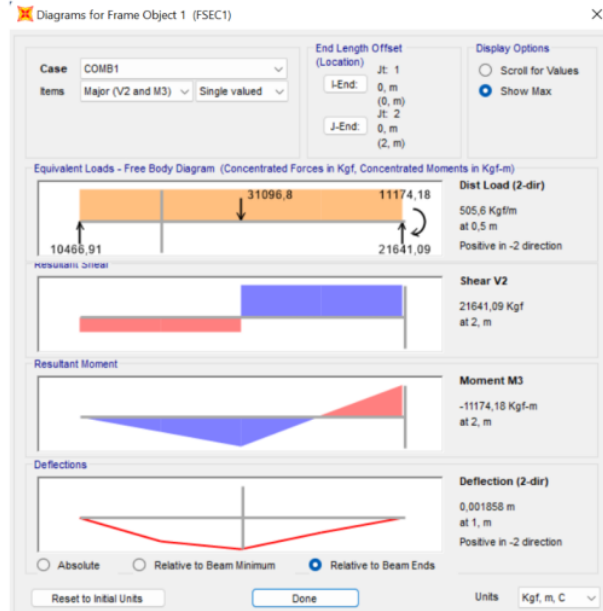 Diagrams for Frame Object 1 (FSEC1)
Case COMB1
Items Major (V2 and M3) Single valued
End Length Offset
(Location)
Jt: 1
I-End: 0, m
(0, m)
Jt: 2
J-End: 0, m
(2, m)
Display Options
Scroll for Values
Show Max
Equivalent Loads - Free Body Diagram (Concentrated Forces in Kgf, Concentrated Moments in Kgf-m)
31096,8 11174,18
10466,91 21641,09
Dist Load (2-dir)
505,6 Kgf/m
at 0,5 m
Positive in -2 direction
Resultant Shear
Shear V2
21641,09 Kgf
at 2, m
Resultant Moment
Moment M3
-11174,18 Kgf-m
at 2, m
Deflections
Deflection (2-dir)
0,001858 m
at 1, m
Positive in -2 direction
Absolute Relative to Beam Minimum Relative to Beam Ends
Reset to Initial Units Done Units Kgf, m, C